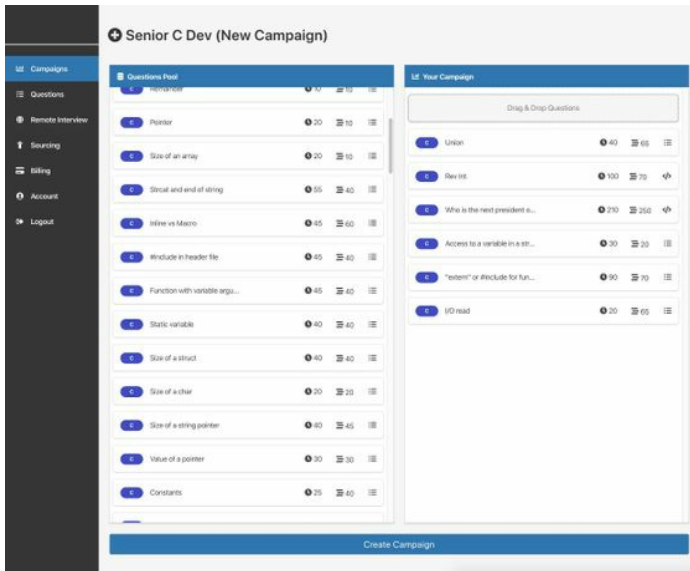 Senior C Dev (New Campaign)
Campaigns
Questions
Remote Interview
Sourcing
Billing
Account
Logout
Questions Pool
C Remainder 10 10
C Pointer 20 10
C Size of an array 20 10
C Strcat and end of string 55 40
C Inline vs Macro 45 60
C #include in header file 45 40
C Function with variable argu... 45 40
C Static variable 40 40
C Size of a struct 40 40
C Size of a char 20 20
C Size of a string pointer 40 45
C Value of a pointer 30 30
C Constants 25 40
Your Campaign
Drag & Drop Questions
C Union 40 65
C Rev Int 100 70 </>
C Who is the next president o... 210 250 </>
C Access to a variable in a str... 30 20
C "extern" or #include for fun... 90 70
C I/O read 20 65
Create Campaign